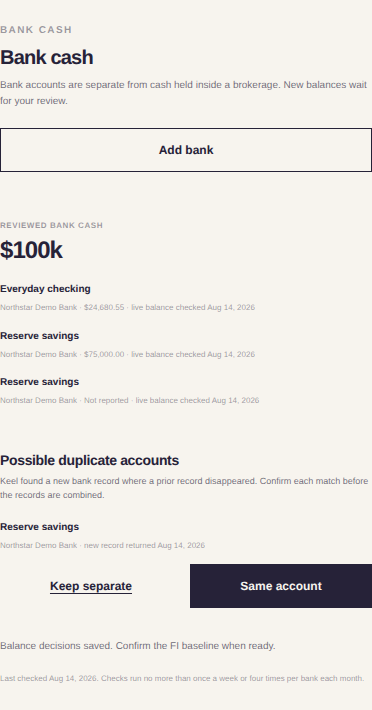 BANK CASH
Bank cash
Bank accounts are separate from cash held inside a brokerage. New balances wait
for your review.
Add bank
REVIEWED BANK CASH
$100k
Everyday checking
Northstar Demo Bank · $24,680.55 · live balance checked Aug 14, 2026
Reserve savings
Northstar Demo Bank · $75,000.00 · live balance checked Aug 14, 2026
Reserve savings
Northstar Demo Bank · Not reported · live balance checked Aug 14, 2026
Possible duplicate accounts
Keel found a new bank record where a prior record disappeared. Confirm each match before
the records are combined.
Reserve savings
Northstar Demo Bank · new record returned Aug 14, 2026
Keep separate
Same account
Balance decisions saved. Confirm the FI baseline when ready.
Last checked Aug 14, 2026. Checks run no more than once a week or four times per bank each month.